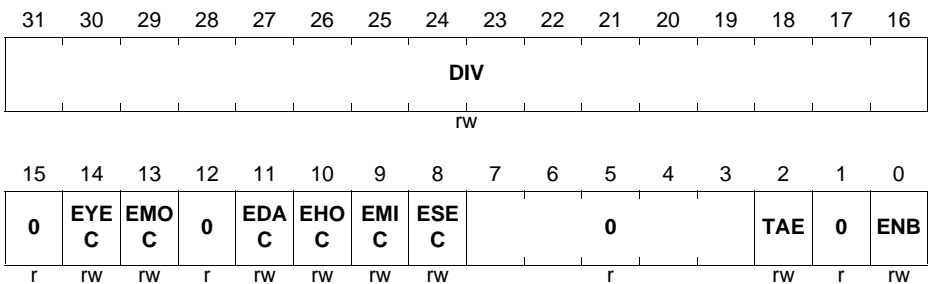 31 30 29 28 27 26 25 24 23 22 21 20 19 18 17 16
DIV
rw
15 14 13 12 11 10 9 8 7 6 5 4 3 2 1 0
0 EYE EMO 0 EDA EHO EMI ESE 0 TAE 0 ENB
C C C C C C
r rw rw r rw rw rw rw r rw r rw